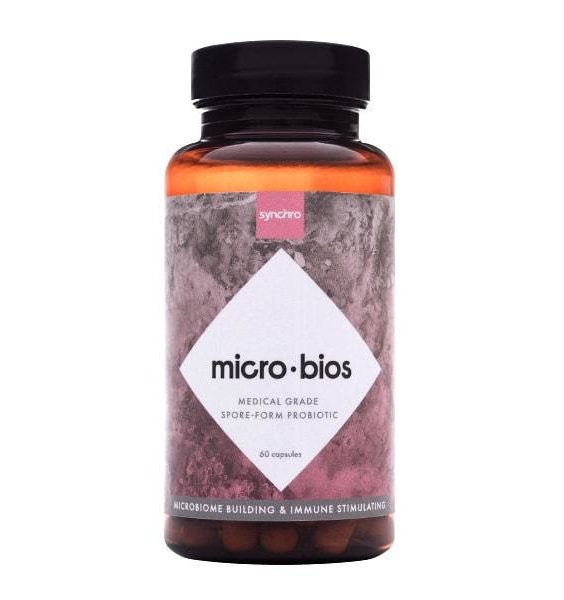 synchro
micro•bios
MEDICAL GRADE
SPORE-FORM PROBIOTIC
60 capsules
MICROBIOME BUILDING & IMMUNE STIMULATING